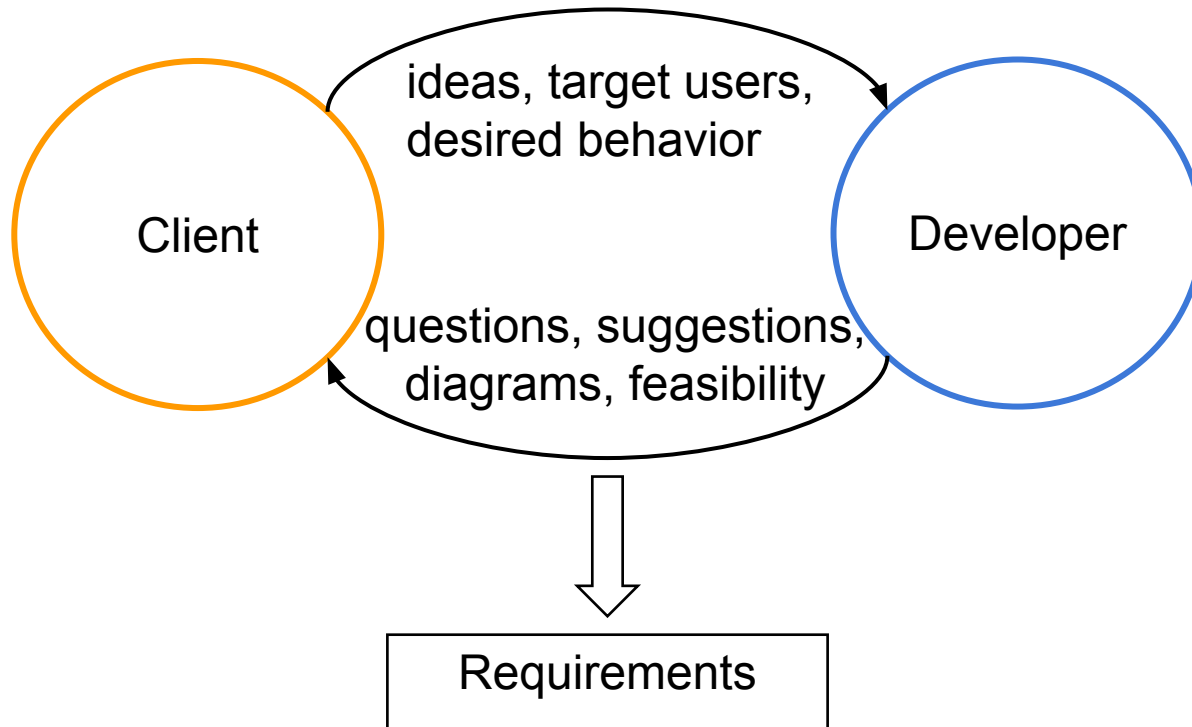 ideas, target users,
desired behavior
Client
Developer
questions, suggestions,
diagrams, feasibility
Requirements